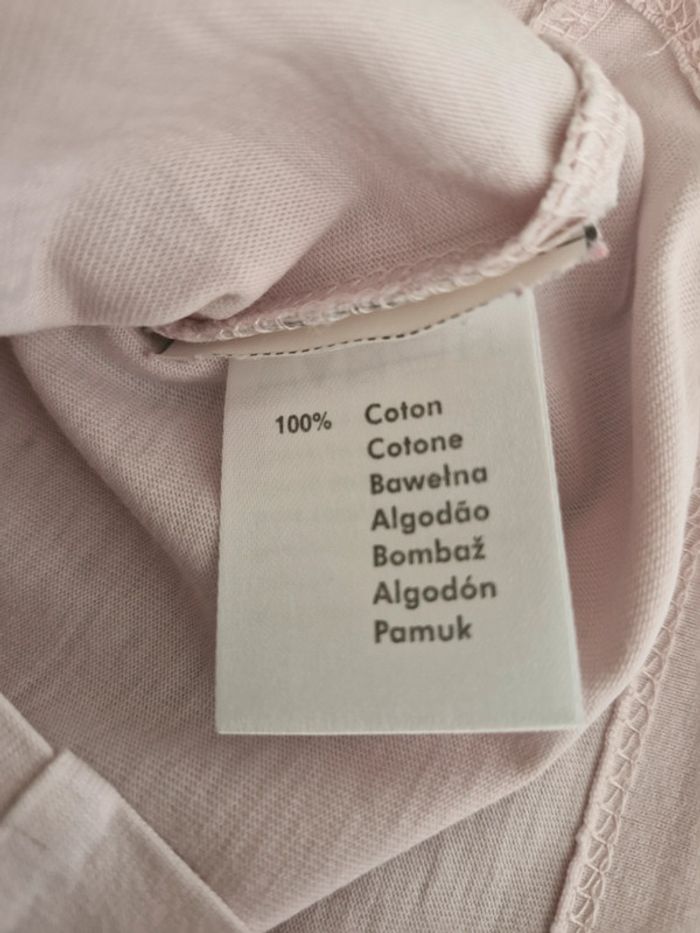 100% Coton
Cotone
Bawełna
Algodão
Bombaž
Algodón
Pamuk